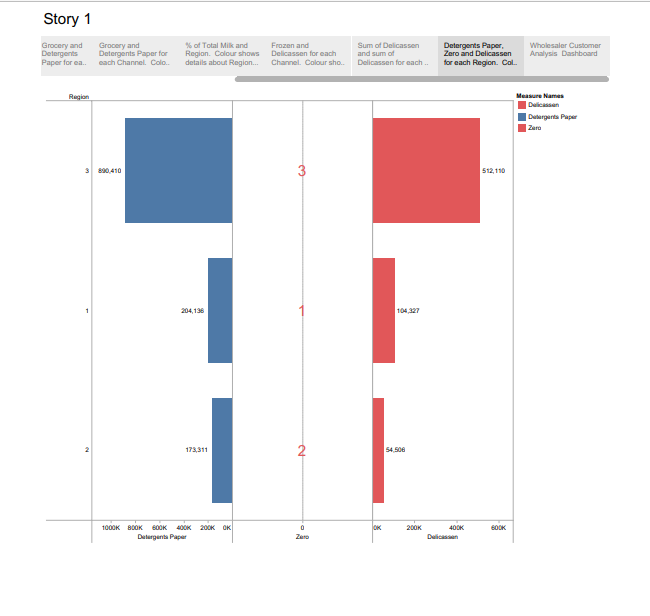 Story 1
Grocery and
Detergents
Paper for ea..
Grocery and
Detergents Paper for
each Channel.  Colo..
% of Total Milk and
Region.  Colour shows
details about Region...
Frozen and
Delicassen for each
Channel.  Colour sho..
Sum of Delicassen
and sum of
Delicassen for each ..
Detergents Paper,
Zero and Delicassen
for each Region.  Col..
Wholesaler Customer
Analysis  Dashboard
Region
Measure Names
Delicassen
Detergents Paper
Zero
3 890,410 3 512,110
1 204,136 1 104,327
2 173,311 2 54,506
1000K 800K 600K 400K 200K 0K 0 0K 200K 400K 600K
Detergents Paper Zero Delicassen